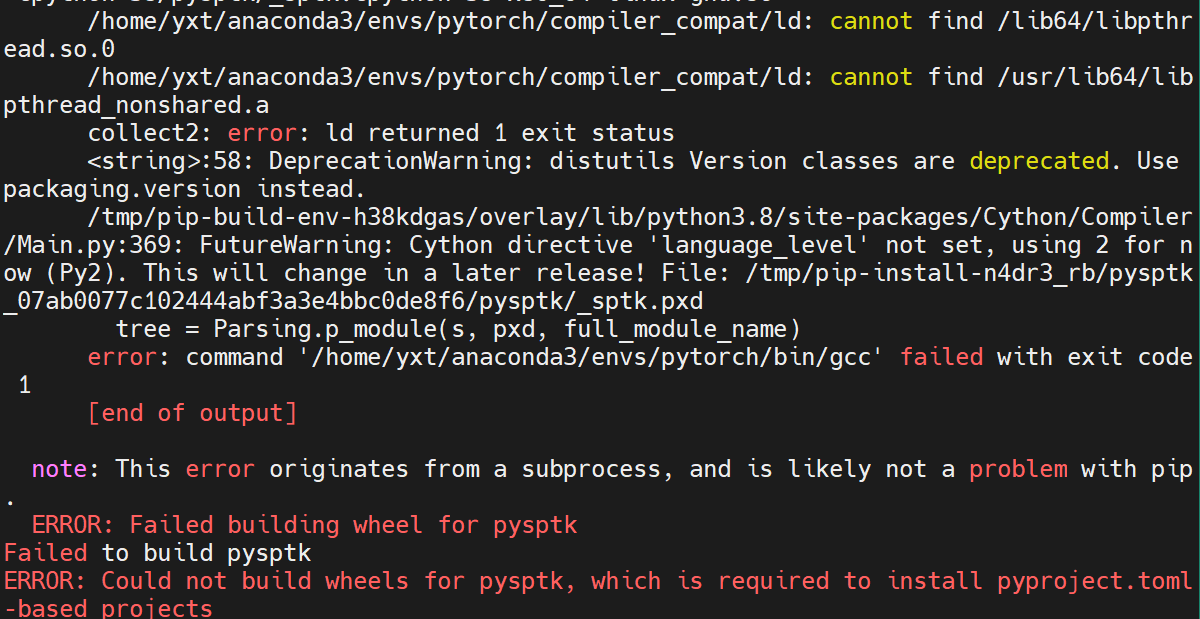 /home/yxt/anaconda3/envs/pytorch/compiler_compat/ld: cannot find /lib64/libpthr
ead.so.0
/home/yxt/anaconda3/envs/pytorch/compiler_compat/ld: cannot find /usr/lib64/lib
pthread_nonshared.a
collect2: error: ld returned 1 exit status
<string>:58: DeprecationWarning: distutils Version classes are deprecated. Use
packaging.version instead.
/tmp/pip-build-env-h38kdgas/overlay/lib/python3.8/site-packages/Cython/Compiler
/Main.py:369: FutureWarning: Cython directive 'language_level' not set, using 2 for n
ow (Py2). This will change in a later release! File: /tmp/pip-install-n4dr3_rb/pysptk
_07ab0077c102444abf3a3e4bbc0de8f6/pysptk/_sptk.pxd
tree = Parsing.p_module(s, pxd, full_module_name)
error: command '/home/yxt/anaconda3/envs/pytorch/bin/gcc' failed with exit code
1
[end of output]
note: This error originates from a subprocess, and is likely not a problem with pip
.
ERROR: Failed building wheel for pysptk
Failed to build pysptk
ERROR: Could not build wheels for pysptk, which is required to install pyproject.toml
-based projects